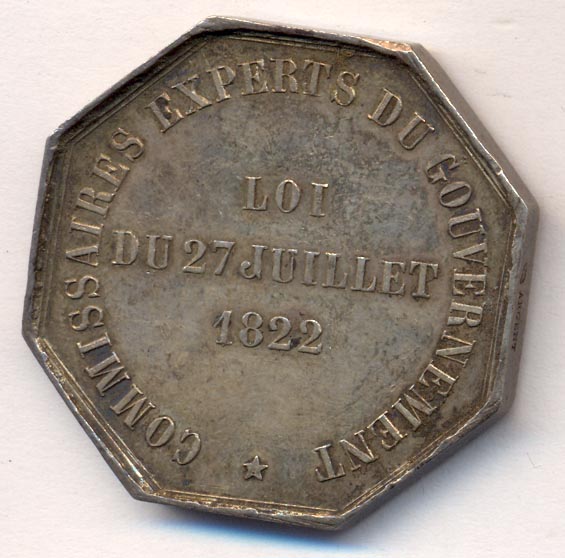 COMMISSAIRES EXPERTS DU GOUVERNEMENT
LOI
DU 27 JUILLET
1822